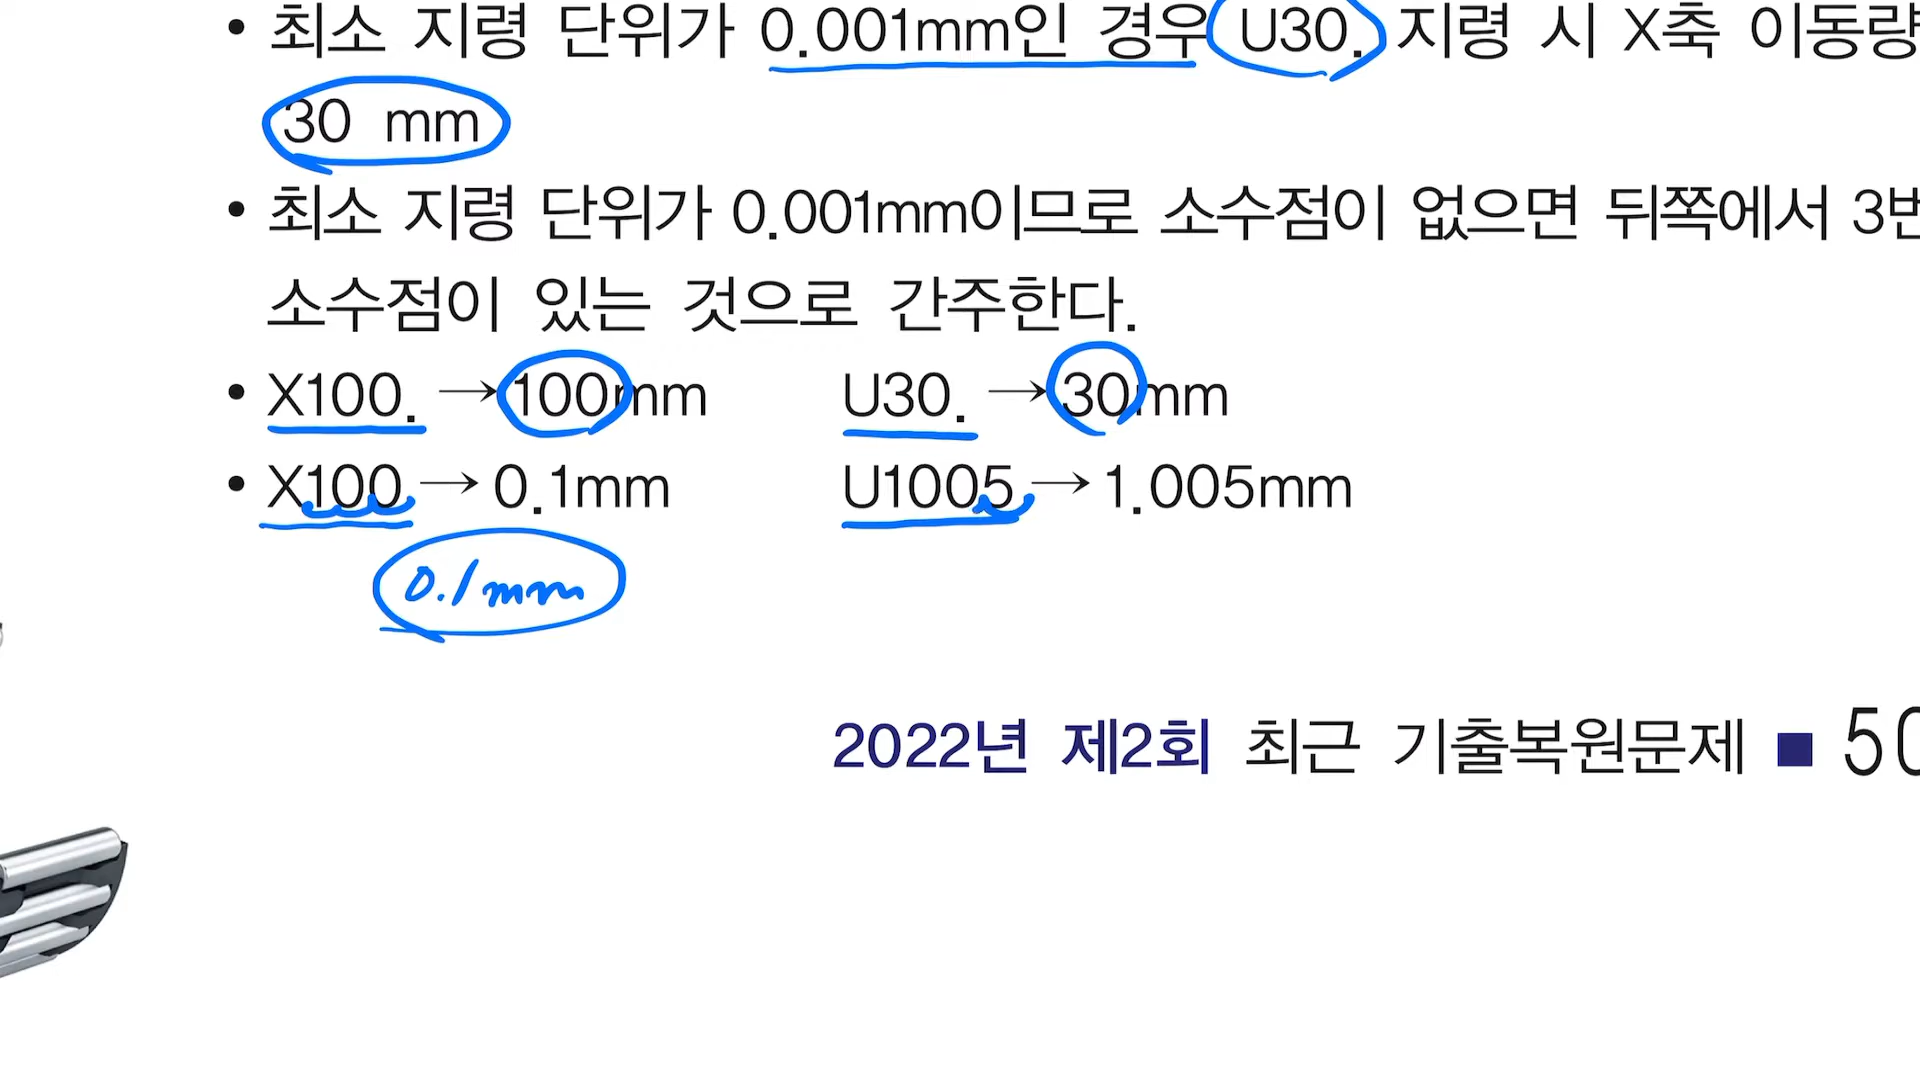 • 최소 지령 단위가 0.001mm인 경우 U30. 지령 시 X축 이동량
30 mm
• 최소 지령 단위가 0.001mm이므로 소수점이 없으면 뒤쪽에서 3번
소수점이 있는 것으로 간주한다.
• X100. → 100mm U30. → 30mm
• X100 → 0.1mm U1005 → 1.005mm
0.1mm
2022년 제2회 최근 기출복원문제 ■ 50